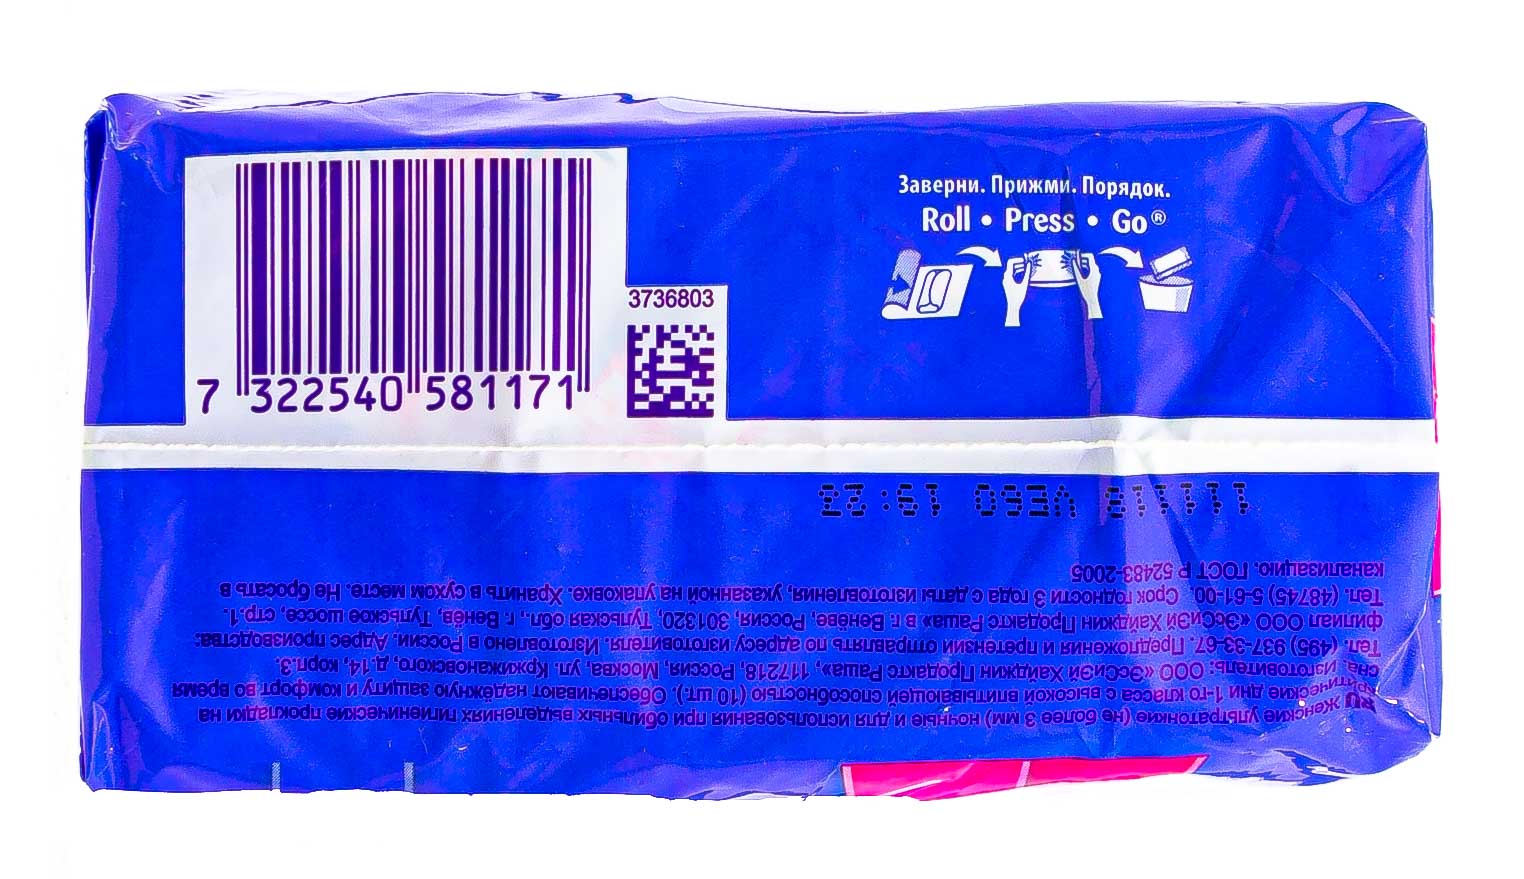 Заверни. Прижми. Порядок.
Roll • Press • Go®
3736803
7 322540 581171
111118 VE60 19:23
RU Женские ультратонкие (не более 3 мм) ночные и для использования при обильных выделениях гигиенические прокладки на
критические дни 1-го класса с высокой впитывающей способностью (10 шт.). Обеспечивают надёжную защиту и комфорт во время
сна. Изготовитель: ООО «ЭсСиЭй Хайджин Продактс Раша», 117218, Россия, Москва, ул. Кржижановского, д.14, корп.3.
Тел. (495) 937-33-67. Предложения и претензии отправлять по адресу изготовителя. Изготовлено в России. Адрес производства:
филиал ООО «ЭсСиЭй Хайджин Продактс Раша» в г. Венёве, Россия, 301320, Тульская обл., г. Венёв, Тульское шоссе, стр.1.
Тел. (48745) 5-61-00. Срок годности 3 года с даты изготовления, указанной на упаковке. Хранить в сухом месте. Не бросать в
канализацию. ГОСТ Р 52483-2005